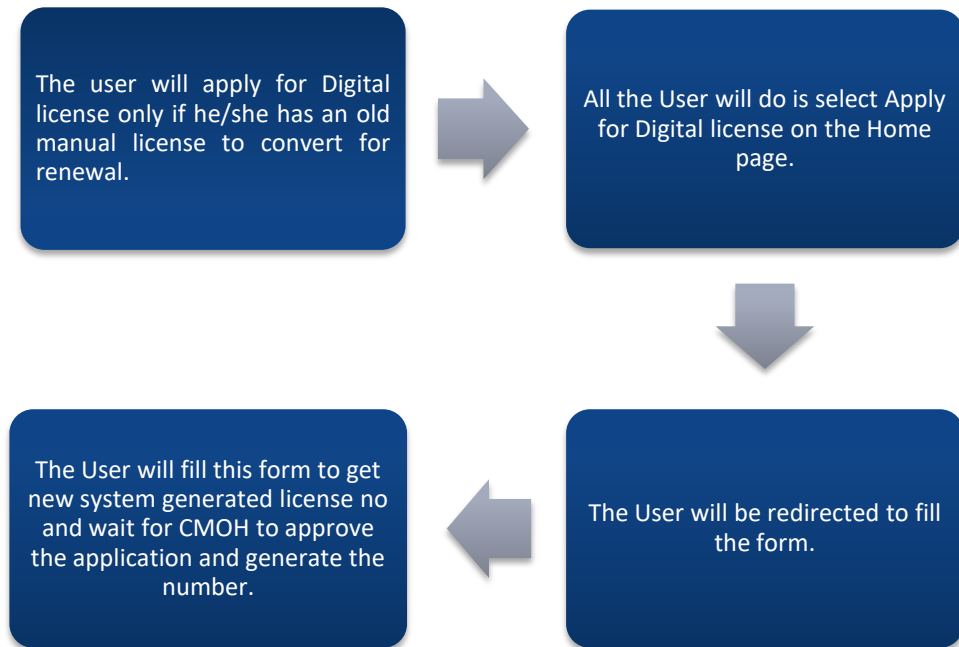 The user will apply for Digital
license only if he/she has an old
manual license to convert for
renewal.
All the User will do is select Apply
for Digital license on the Home
page.
The User will be redirected to fill
the form.
The User will fill this form to get
new system generated license no
and wait for CMOH to approve
the application and generate the
number.